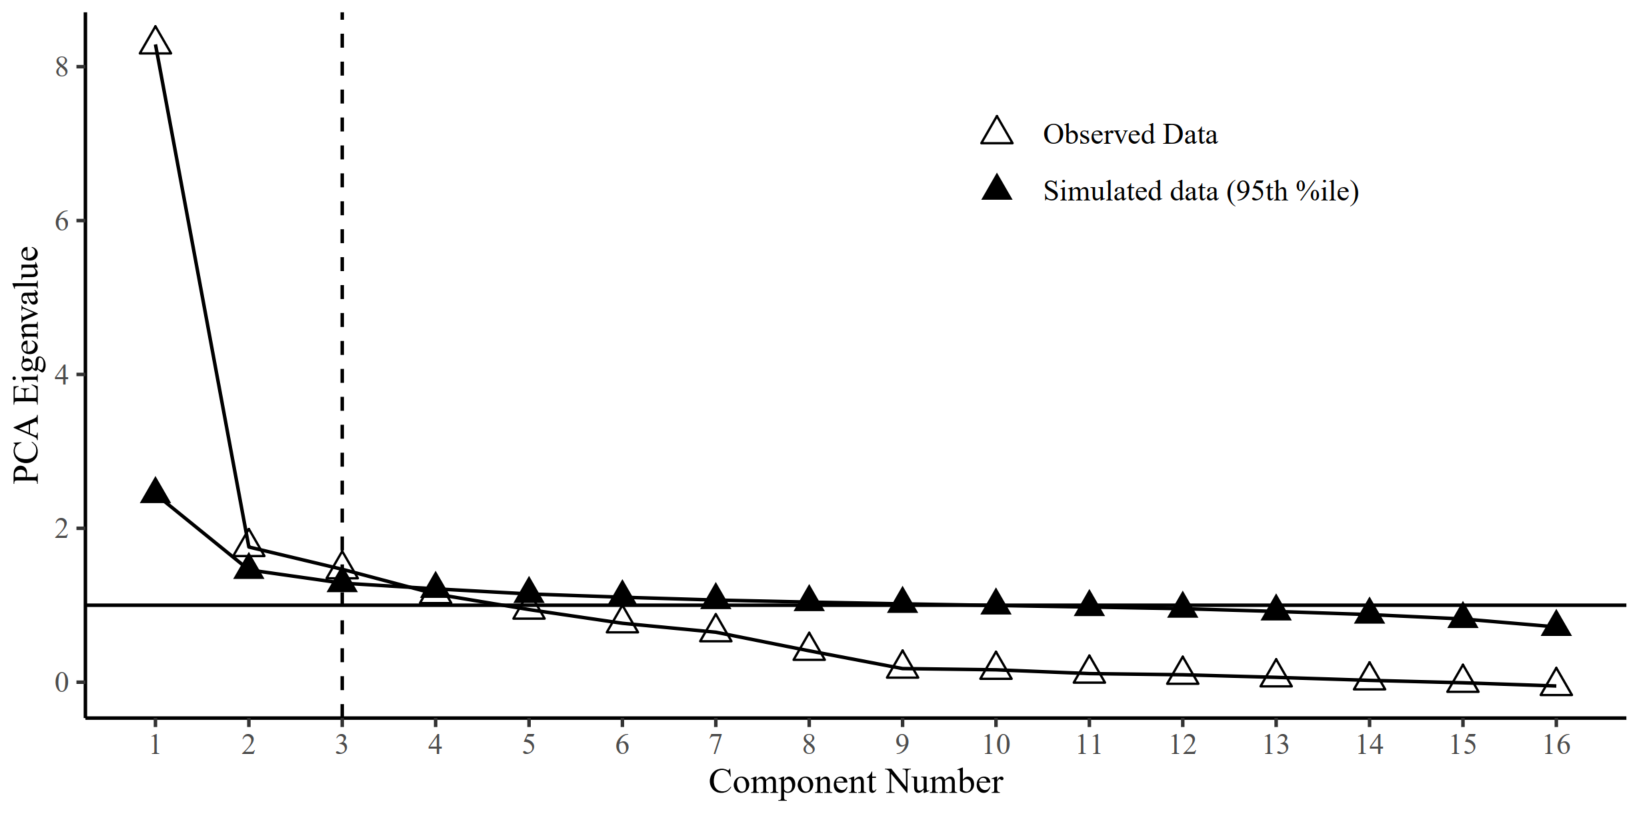 8
6
4
2
0
PCA Eigenvalue
Observed Data
Simulated data (95th %ile)
1 2 3 4 5 6 7 8 9 10 11 12 13 14 15 16
Component Number